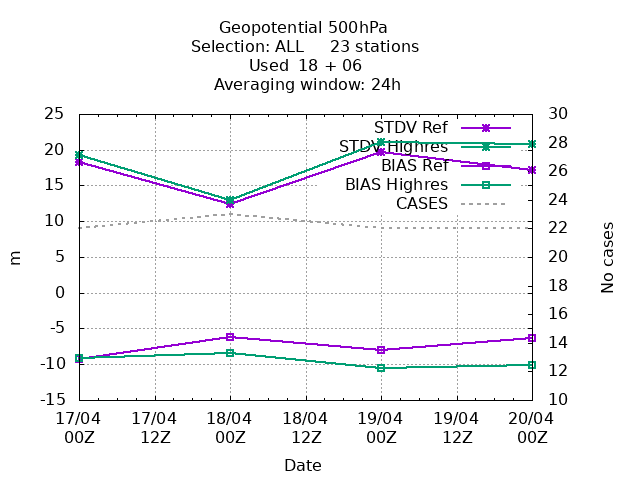 Geopotential 500hPa
Selection: ALL     23 stations
Used  18 + 06
Averaging window: 24h
25
20
15
10
5
0
-5
-10
-15
m
30
28
26
24
22
20
18
16
14
12
10
No cases
STDV Ref
STDV Highres
BIAS Ref
BIAS Highres
CASES
17/04 17/04 18/04 18/04 19/04 19/04 20/04
00Z 12Z 00Z 12Z 00Z 12Z 00Z
Date